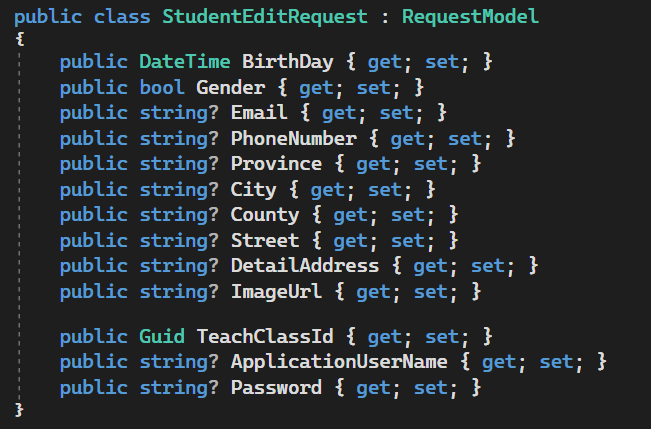 public class StudentEditRequest : RequestModel
{
public DateTime BirthDay { get; set; }
public bool Gender { get; set; }
public string? Email { get; set; }
public string? PhoneNumber { get; set; }
public string? Province { get; set; }
public string? City { get; set; }
public string? County { get; set; }
public string? Street { get; set; }
public string? DetailAddress { get; set; }
public string? ImageUrl { get; set; }
public Guid TeachClassId { get; set; }
public string? ApplicationUserName { get; set; }
public string? Password { get; set; }
}